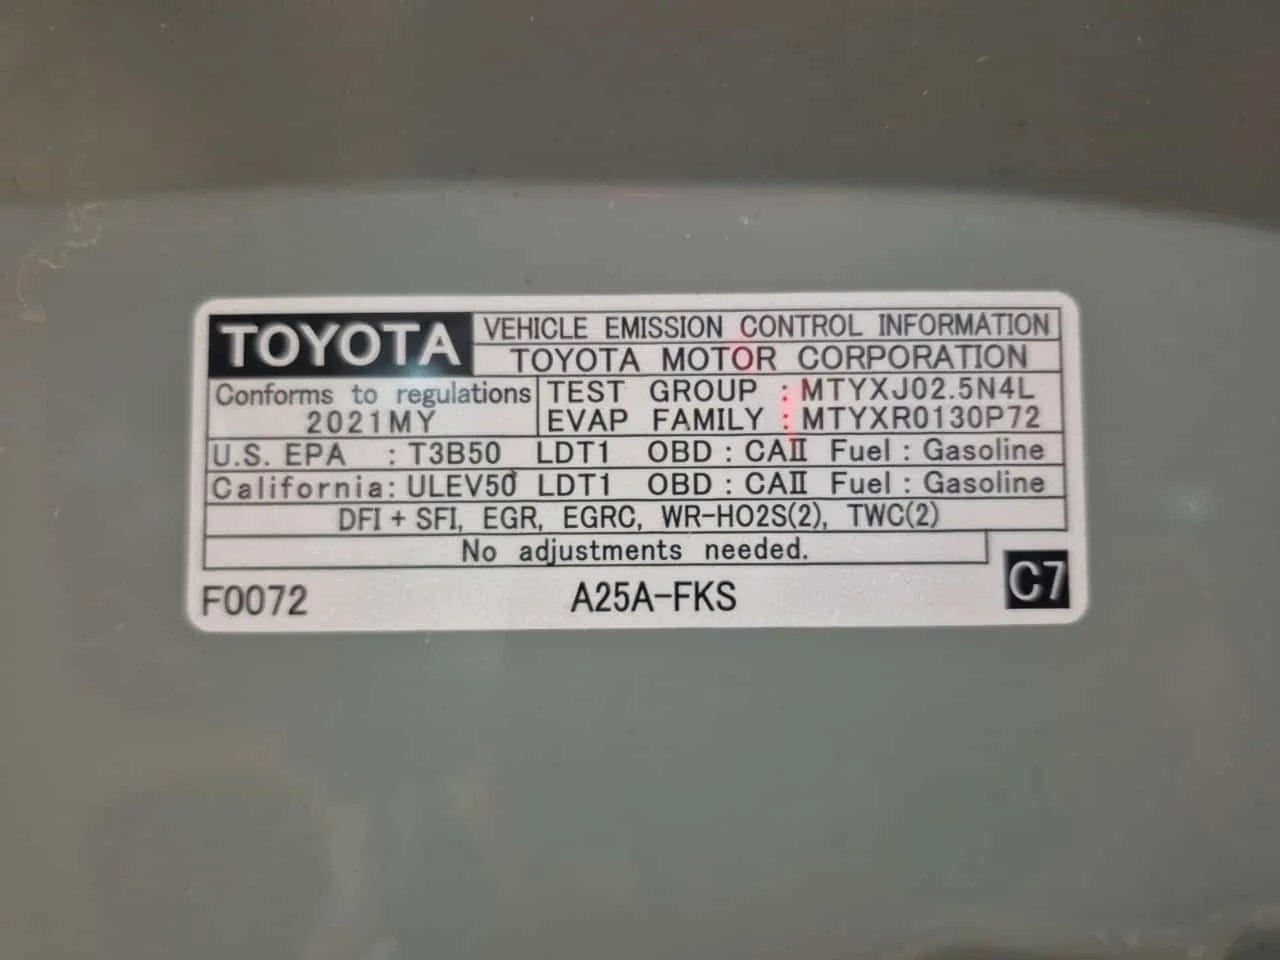 TOYOTA
VEHICLE EMISSION CONTROL INFORMATION
TOYOTA MOTOR CORPORATION
Conforms to regulations
2021MY
TEST GROUP : MTYXJ02.5N4L
EVAP FAMILY : MTYXR0130P72
U.S. EPA : T3B50 LDT1 OBD : CAⅡ Fuel : Gasoline
California: ULEV50 LDT1 OBD : CAⅡ Fuel : Gasoline
DFI + SFI, EGR, EGRC, WR-HO2S(2), TWC(2)
No adjustments needed.
F0072
A25A-FKS
C7